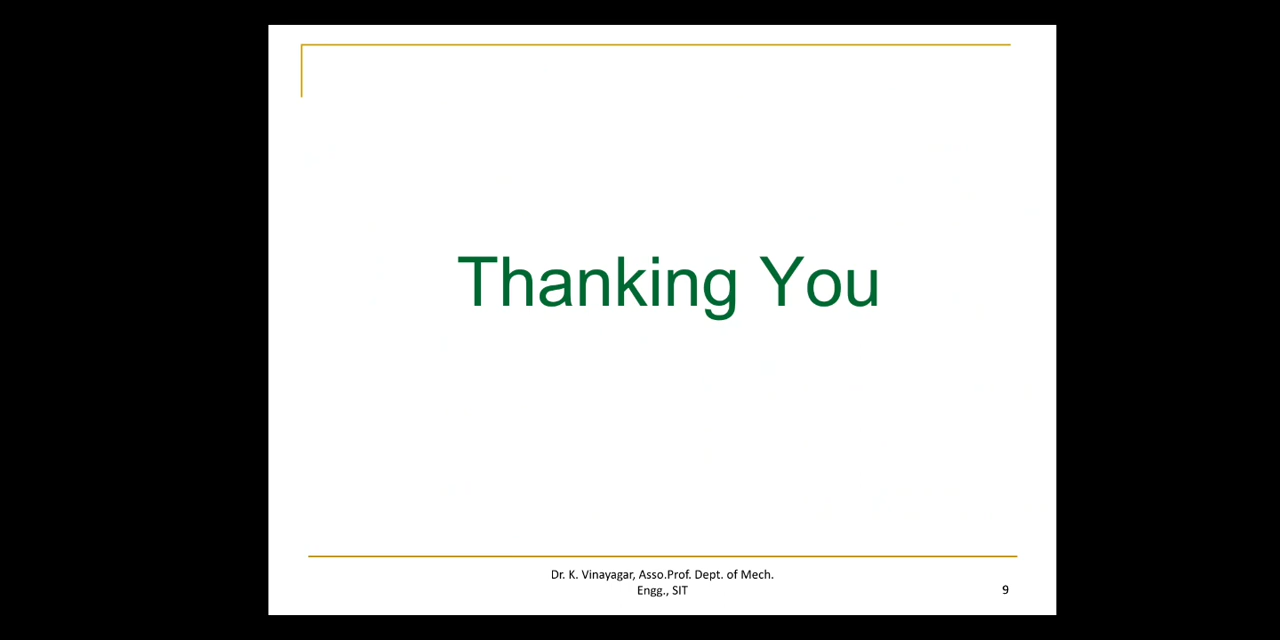 Thanking You
Dr. K. Vinayagar, Asso.Prof. Dept. of Mech.
Engg., SIT
9